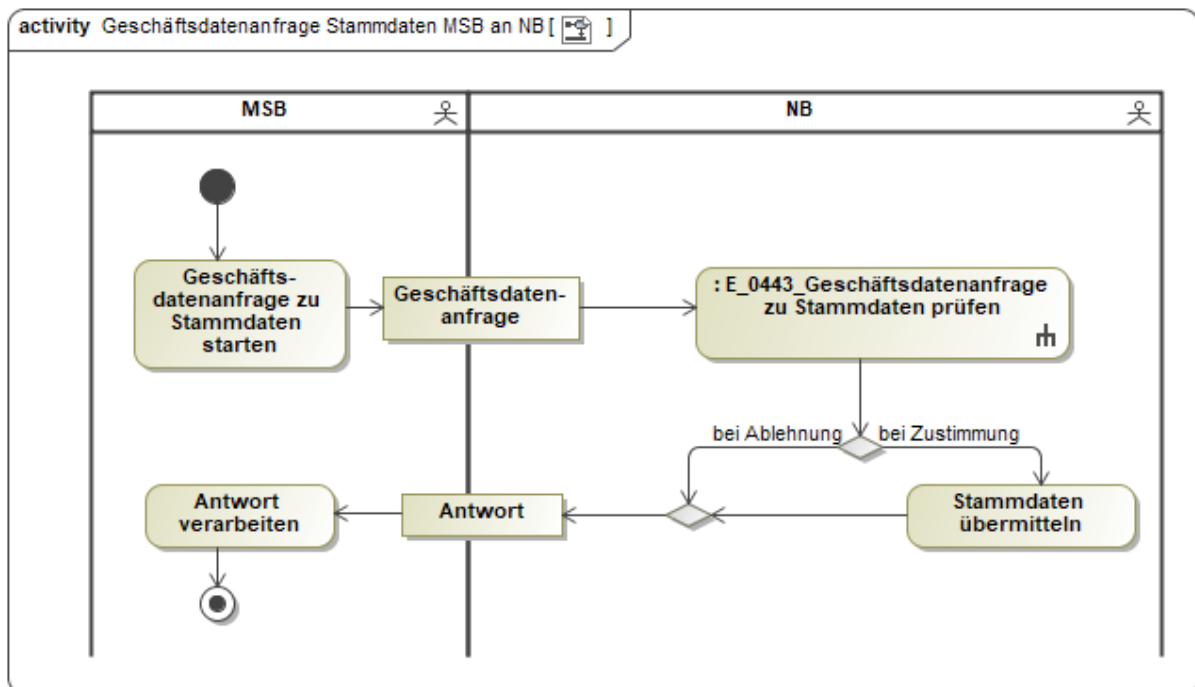 activity Geschäftsdatenanfrage Stammdaten MSB an NB [ ]
MSB
NB
Geschäfts-
datenanfrage zu
Stammdaten
starten
Geschäftsdaten-
anfrage
: E_0443_Geschäftsdatenanfrage
zu Stammdaten prüfen
bei Ablehnung
bei Zustimmung
Antwort
verarbeiten
Antwort
Stammdaten
übermitteln